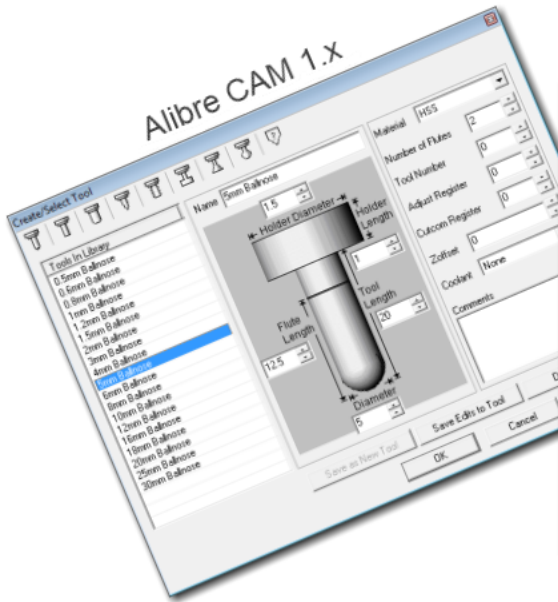 Alibre CAM 1.x
Create/Select Tool
Tools In Library
0.5mm Ballnose
0.6mm Ballnose
0.8mm Ballnose
1mm Ballnose
1.2mm Ballnose
1.5mm Ballnose
2mm Ballnose
3mm Ballnose
4mm Ballnose
5mm Ballnose
6mm Ballnose
8mm Ballnose
10mm Ballnose
12mm Ballnose
16mm Ballnose
18mm Ballnose
20mm Ballnose
25mm Ballnose
30mm Ballnose
Name 5mm Ballnose
1.5
Holder Diameter
Holder
Length
1
Tool
Length
20
Flute
Length
12.5
Diameter
5
Material HSS
Number of Flutes 2
Tool Number 0
Adjust Register 0
Cutcom Register 0
Zoffset 0
Coolant None
Comments
Save as New Tool
Save Edits to Tool
D
OK
Cancel